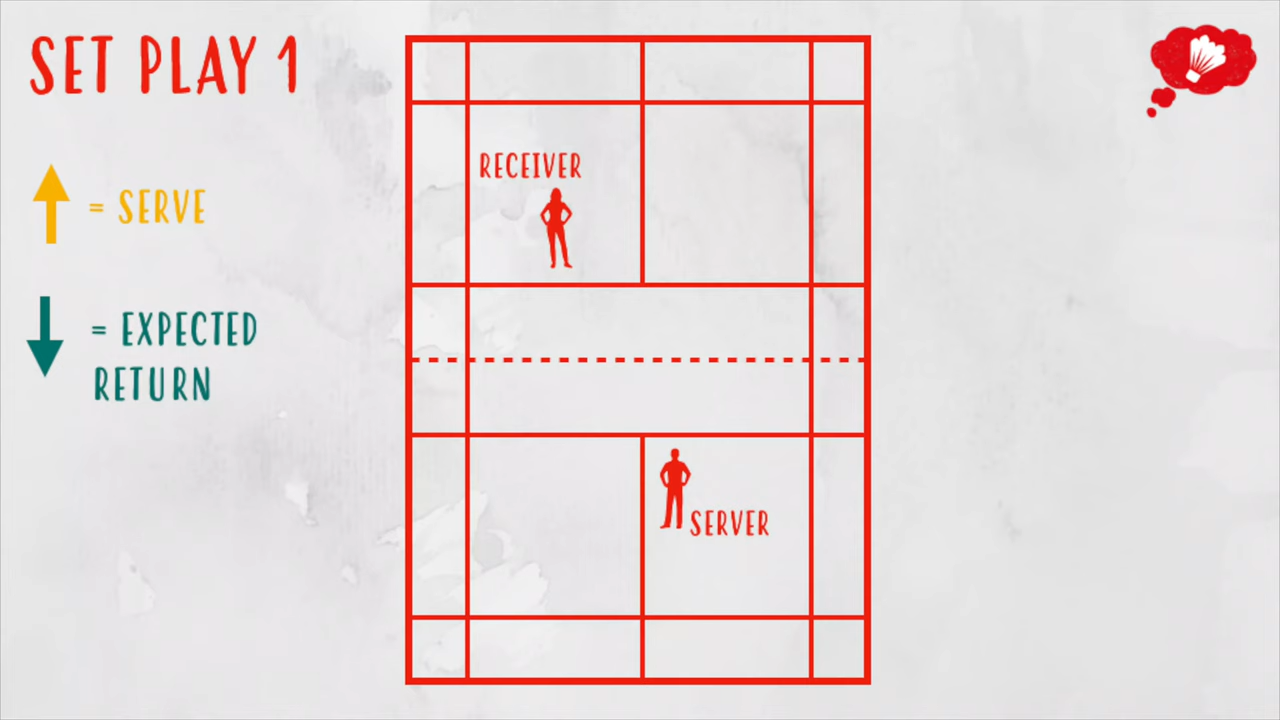 SET PLAY 1
= SERVE
= EXPECTED
RETURN
RECEIVER
SERVER